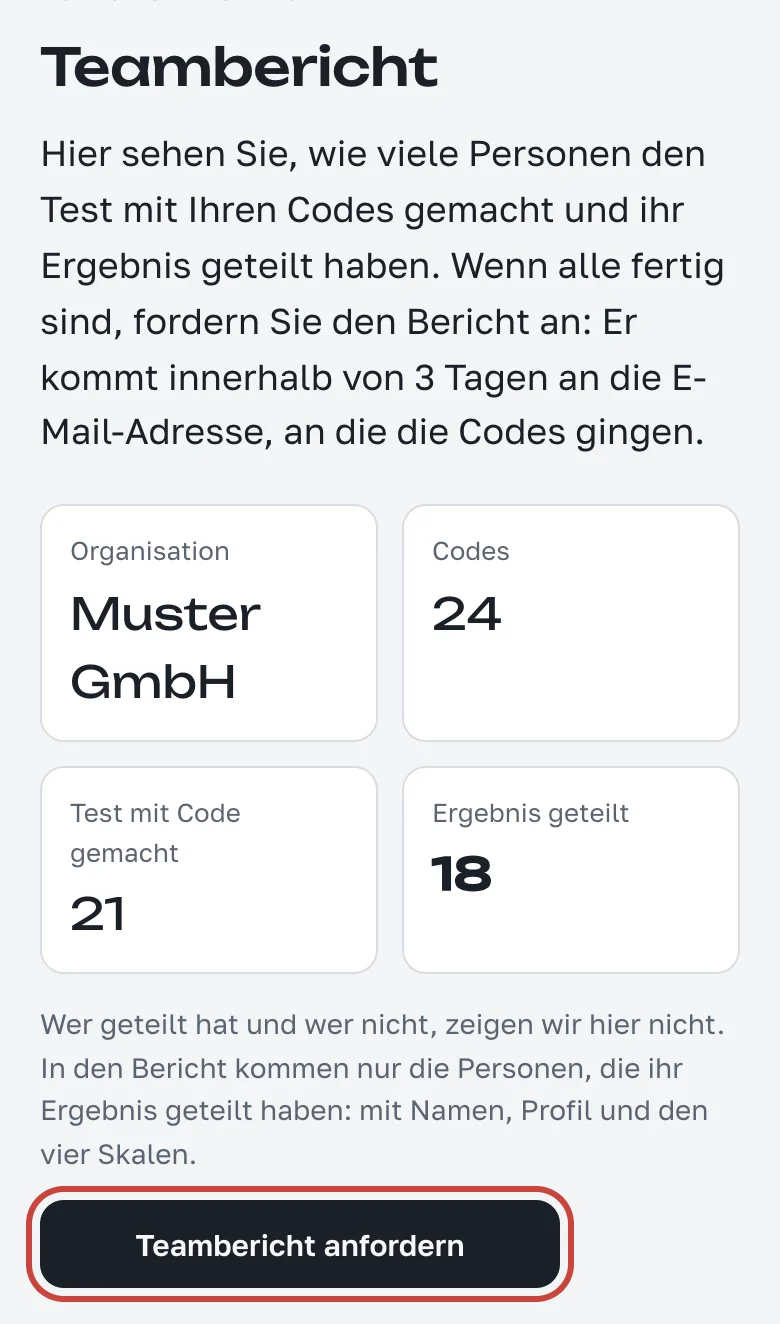 Teambericht
Hier sehen Sie, wie viele Personen den
Test mit Ihren Codes gemacht und ihr
Ergebnis geteilt haben. Wenn alle fertig
sind, fordern Sie den Bericht an: Er
kommt innerhalb von 3 Tagen an die E-
Mail-Adresse, an die die Codes gingen.
Organisation
Muster
GmbH
Codes
24
Test mit Code
gemacht
21
Ergebnis geteilt
18
Wer geteilt hat und wer nicht, zeigen wir hier nicht.
In den Bericht kommen nur die Personen, die ihr
Ergebnis geteilt haben: mit Namen, Profil und den
vier Skalen.
Teambericht anfordern